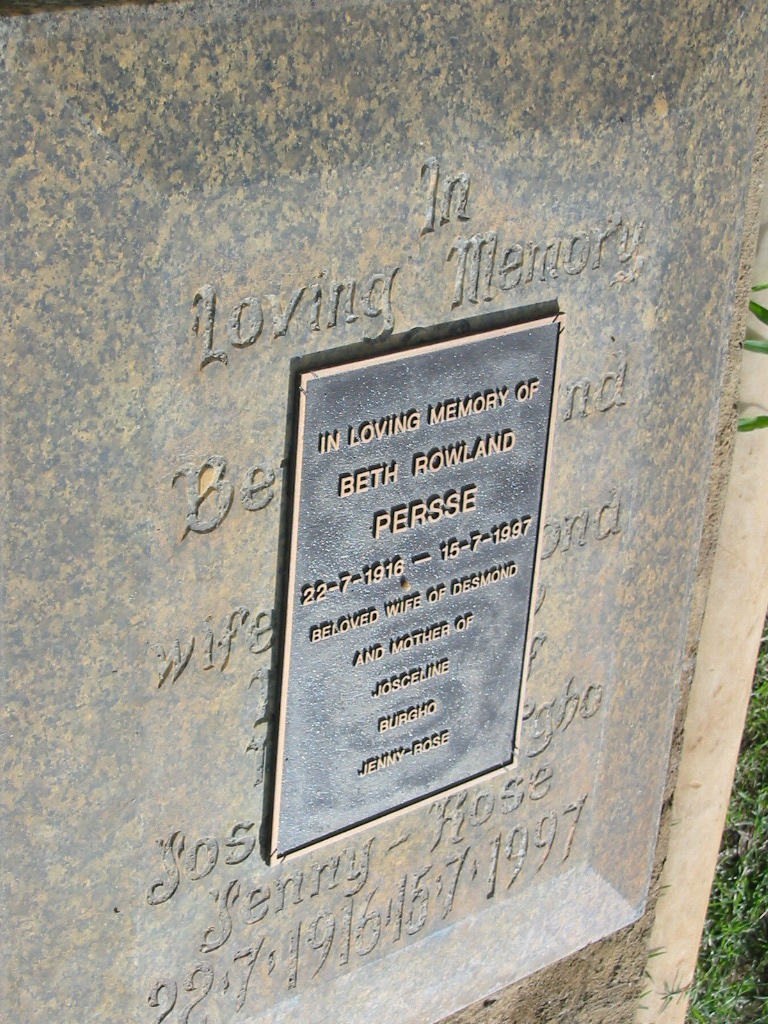 In
Loving Memory
IN LOVING MEMORY OF
BETH ROWLAND
PERSSE
22-7-1916 — 15-7-1997
BELOVED WIFE OF DESMOND
AND MOTHER OF
JOSCELINE
BURGHO
JENNY-ROSE
wife
Jenny - Rose
22·7·1916·15·7·1997